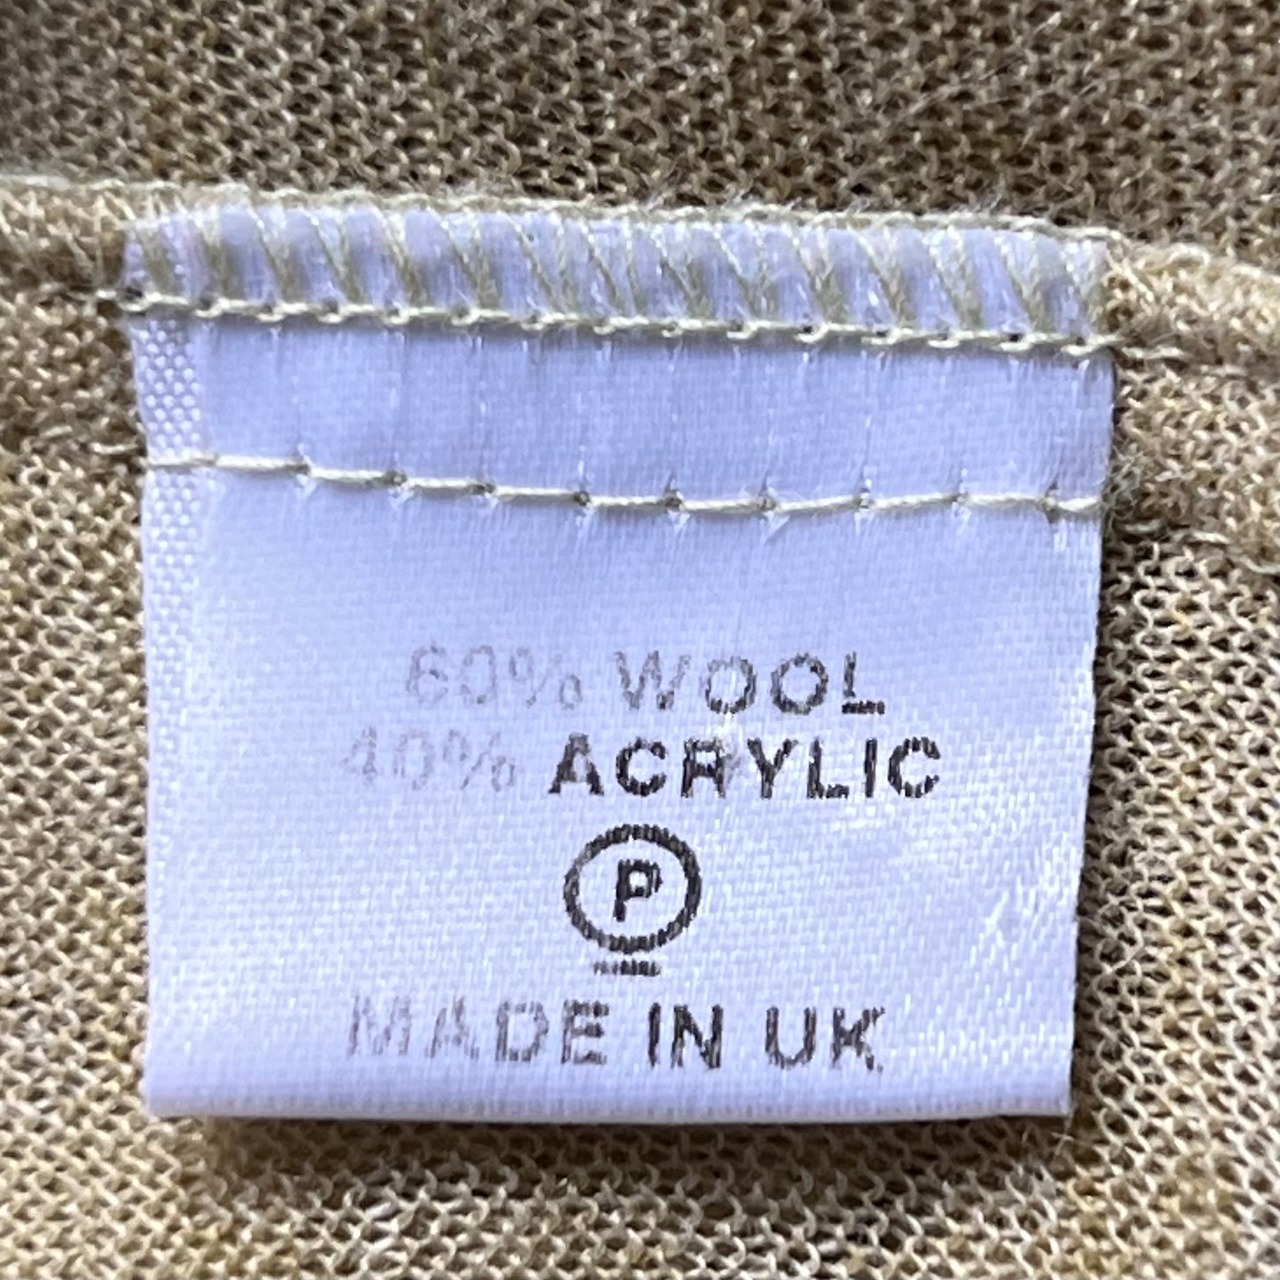 60% WOOL
40% ACRYLIC
P
MADE IN UK